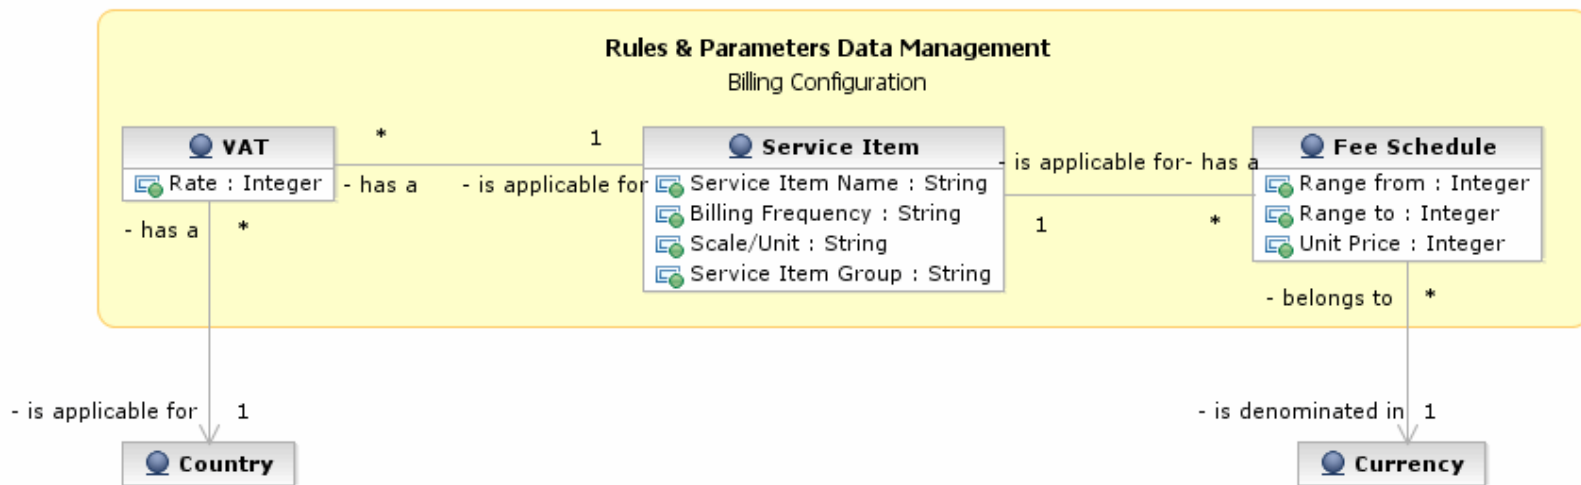 Rules & Parameters Data Management
Billing Configuration
VAT
Rate : Integer
*
1
- has a
- is applicable for
Service Item
Service Item Name : String
Billing Frequency : String
Scale/Unit : String
Service Item Group : String
- is applicable for
- has a
1
*
Fee Schedule
Range from : Integer
Range to : Integer
Unit Price : Integer
- has a
*
- belongs to
*
- is applicable for
1
- is denominated in
1
Country
Currency